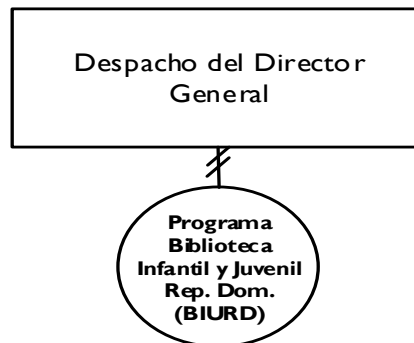 Despacho del Director
General
Programa
Biblioteca
Infantil y Juvenil
Rep. Dom.
(BIURD)